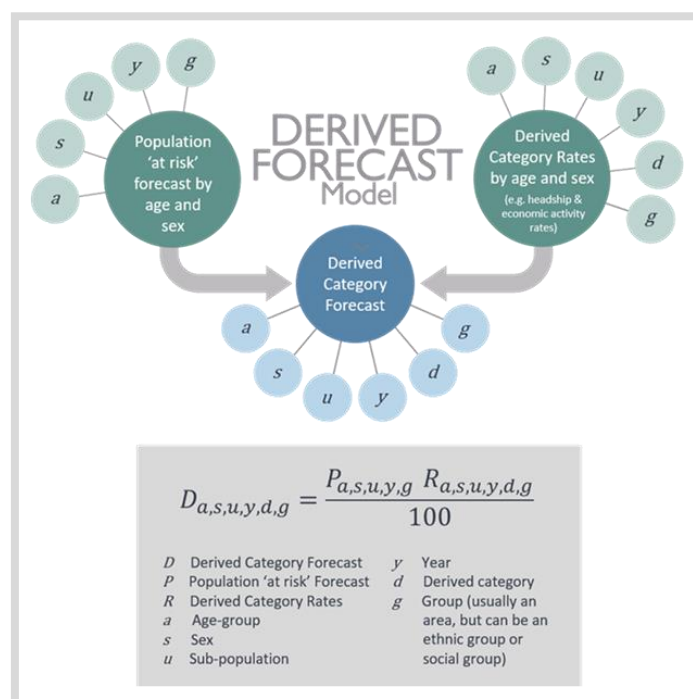 g
y
u
s
a
Population
'at risk'
forecast by
age and
sex
DERIVED
FORECAST
Model
a
s
u
y
d
g
Derived
Category Rates
by age and sex
(e.g. headship &
economic activity
rates)
Derived
Category
Forecast
a
s
u
y
d
g
D_{a,s,u,y,d,g} = \frac{P_{a,s,u,y,g} R_{a,s,u,y,d,g}}{100}
D Derived Category Forecast
P Population 'at risk' Forecast
R Derived Category Rates
a Age-group
s Sex
u Sub-population
y Year
d Derived category
g Group (usually an
area, but can be an
ethnic group or
social group)